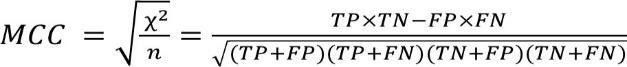 MCC = √(χ²/n) = (TP×TN−FP×FN)/√((TP+FP)(TP+FN)(TN+FP)(TN+FN))